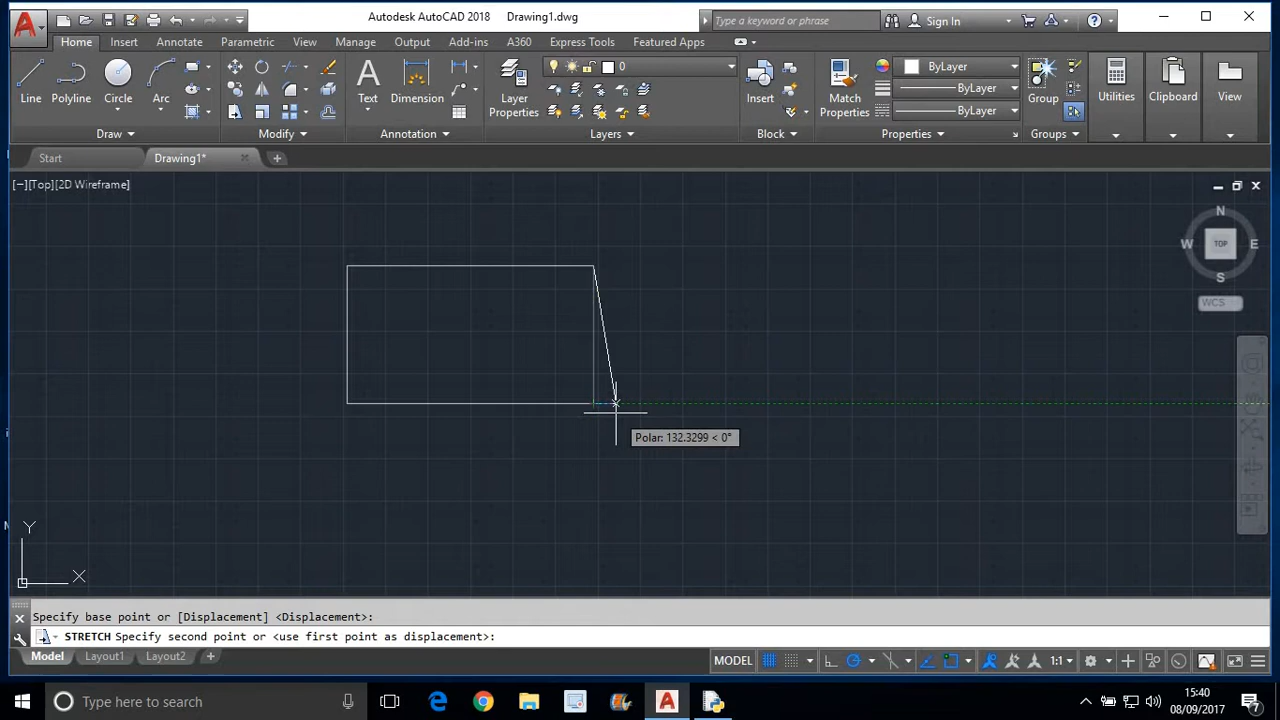 Autodesk AutoCAD 2018 Drawing1.dwg
Type a keyword or phrase
Sign In
Home Insert Annotate Parametric View Manage Output Add-ins A360 Express Tools Featured Apps
Line Polyline Circle Arc
Text Dimension
Layer
Properties
0
Insert
Match
Properties
ByLayer
ByLayer
ByLayer
Group
Utilities
Clipboard
View
Draw Modify Annotation Layers Block Properties Groups
Start Drawing1*
[−][Top][2D Wireframe]
N
W TOP E
S
WCS
Polar: 132.3299 < 0°
Y
X
Specify base point or [Displacement] <Displacement>:
STRETCH Specify second point or <use first point as displacement>:
Model Layout1 Layout2
MODEL
1:1
Type here to search
15:40
08/09/2017
7